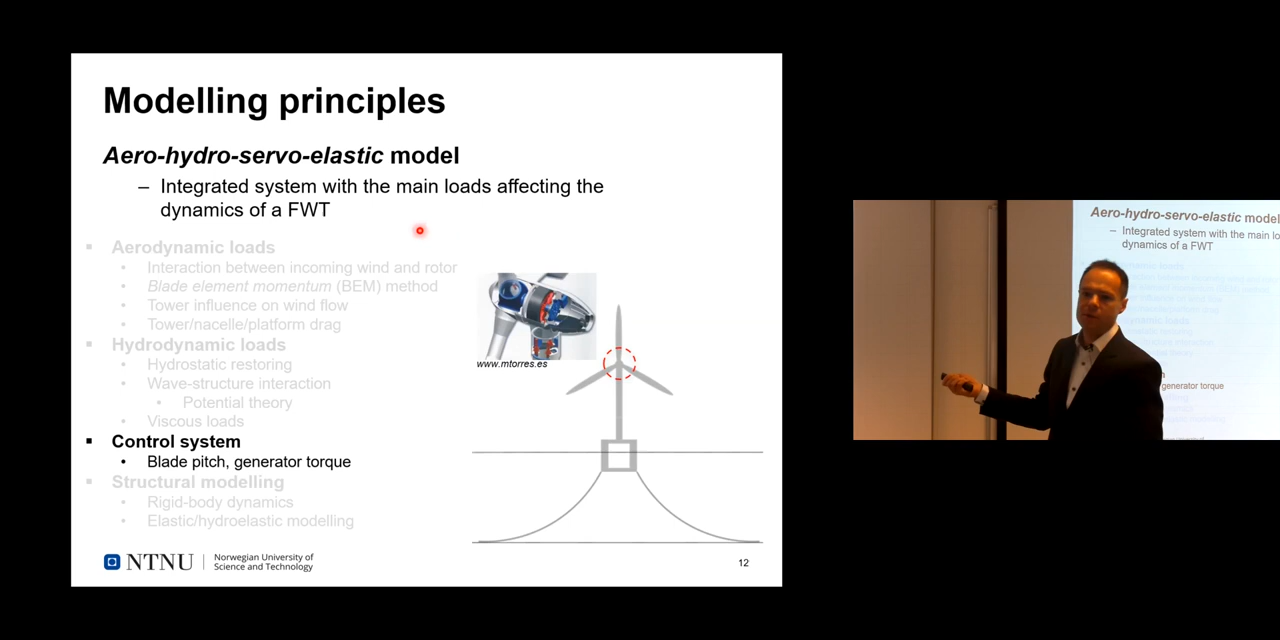 Modelling principles
Aero-hydro-servo-elastic model
– Integrated system with the main loads affecting the
dynamics of a FWT
▪ Aerodynamic loads
• Interaction between incoming wind and rotor
• Blade element momentum (BEM) method
• Tower influence on wind flow
• Tower/nacelle/platform drag
▪ Hydrodynamic loads
• Hydrostatic restoring
• Wave-structure interaction
• Potential theory
• Viscous loads
▪ Control system
• Blade pitch, generator torque
▪ Structural modelling
• Rigid-body dynamics
• Elastic/hydroelastic modelling
www.mtorres.es
NTNU
Norwegian University of
Science and Technology
12
Aero-hydro-servo-elastic model
– Integrated system with the main lo
dynamics of a FWT
generator torque